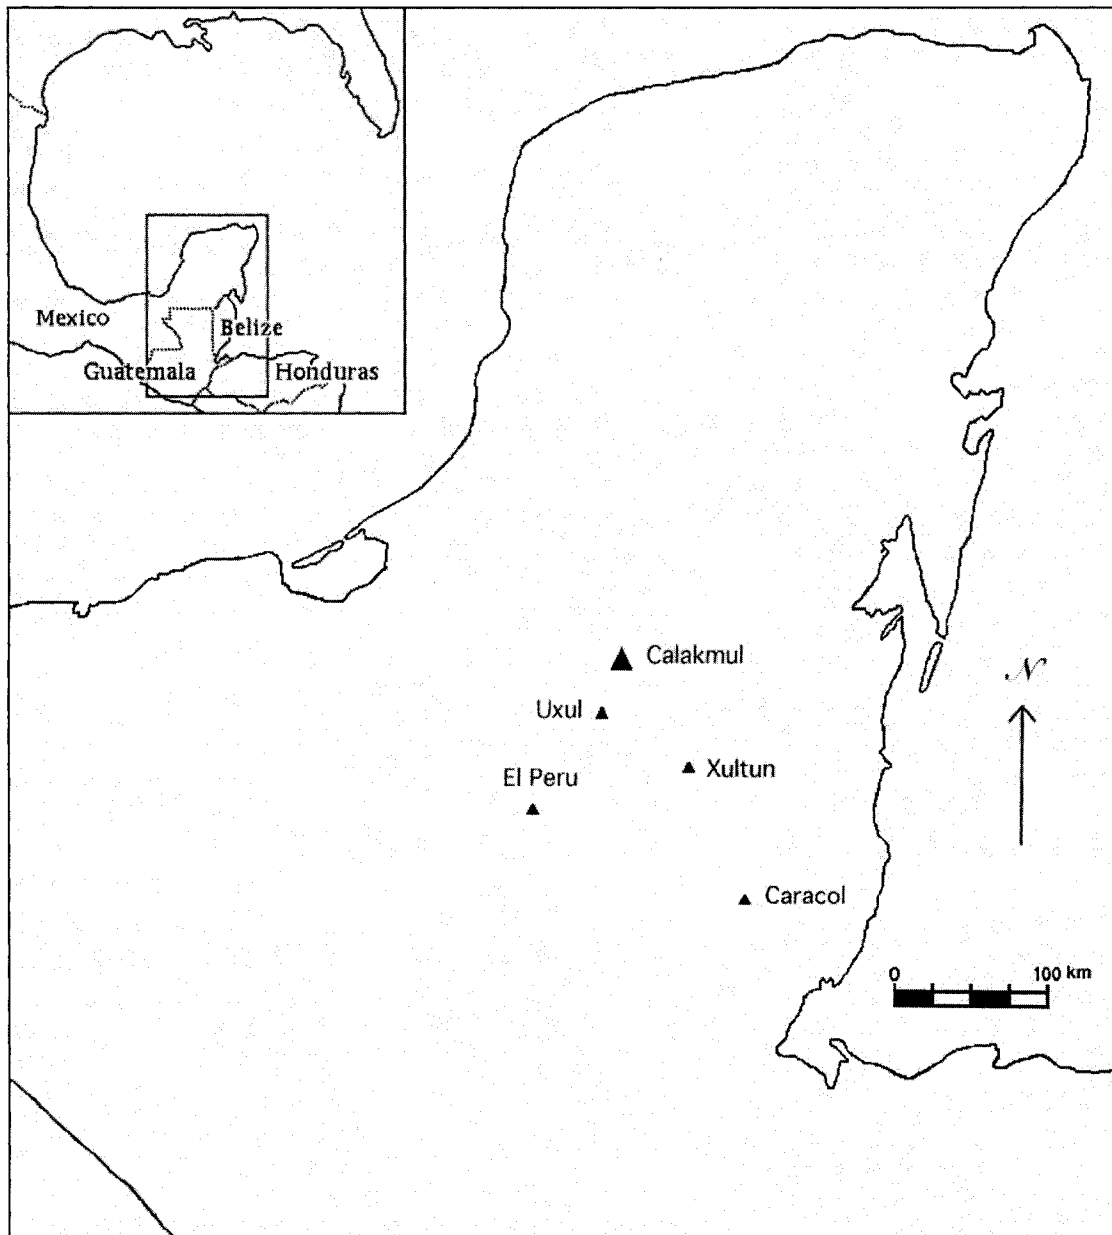 Mexico
Belize
Guatemala
Honduras
Calakmul
Uxul
Xultun
El Peru
Caracol
N
0 100 km